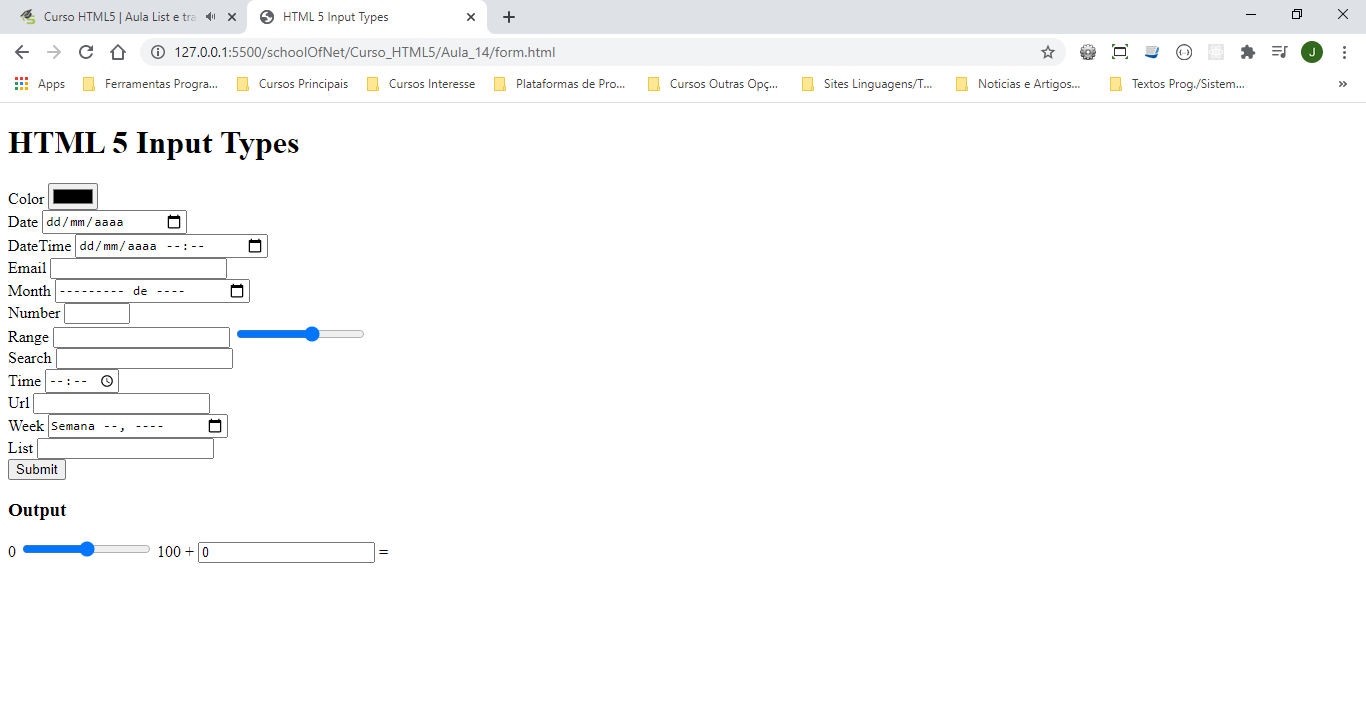 Curso HTML5 | Aula List e tra
HTML 5 Input Types
127.0.0.1:5500/schoolOfNet/Curso_HTML5/Aula_14/form.html
J
Apps Ferramentas Progra... Cursos Principais Cursos Interesse Plataformas de Pro... Cursos Outras Opç... Sites Linguagens/T... Noticias e Artigos... Textos Prog./Sistem... »
HTML 5 Input Types
Color
Date dd/mm/aaaa
DateTime dd/mm/aaaa --:--
Email
Month --------- de ----
Number
Range
Search
Time --:--
Url
Week Semana --, ----
List
Submit
Output
0 100 + 0 =